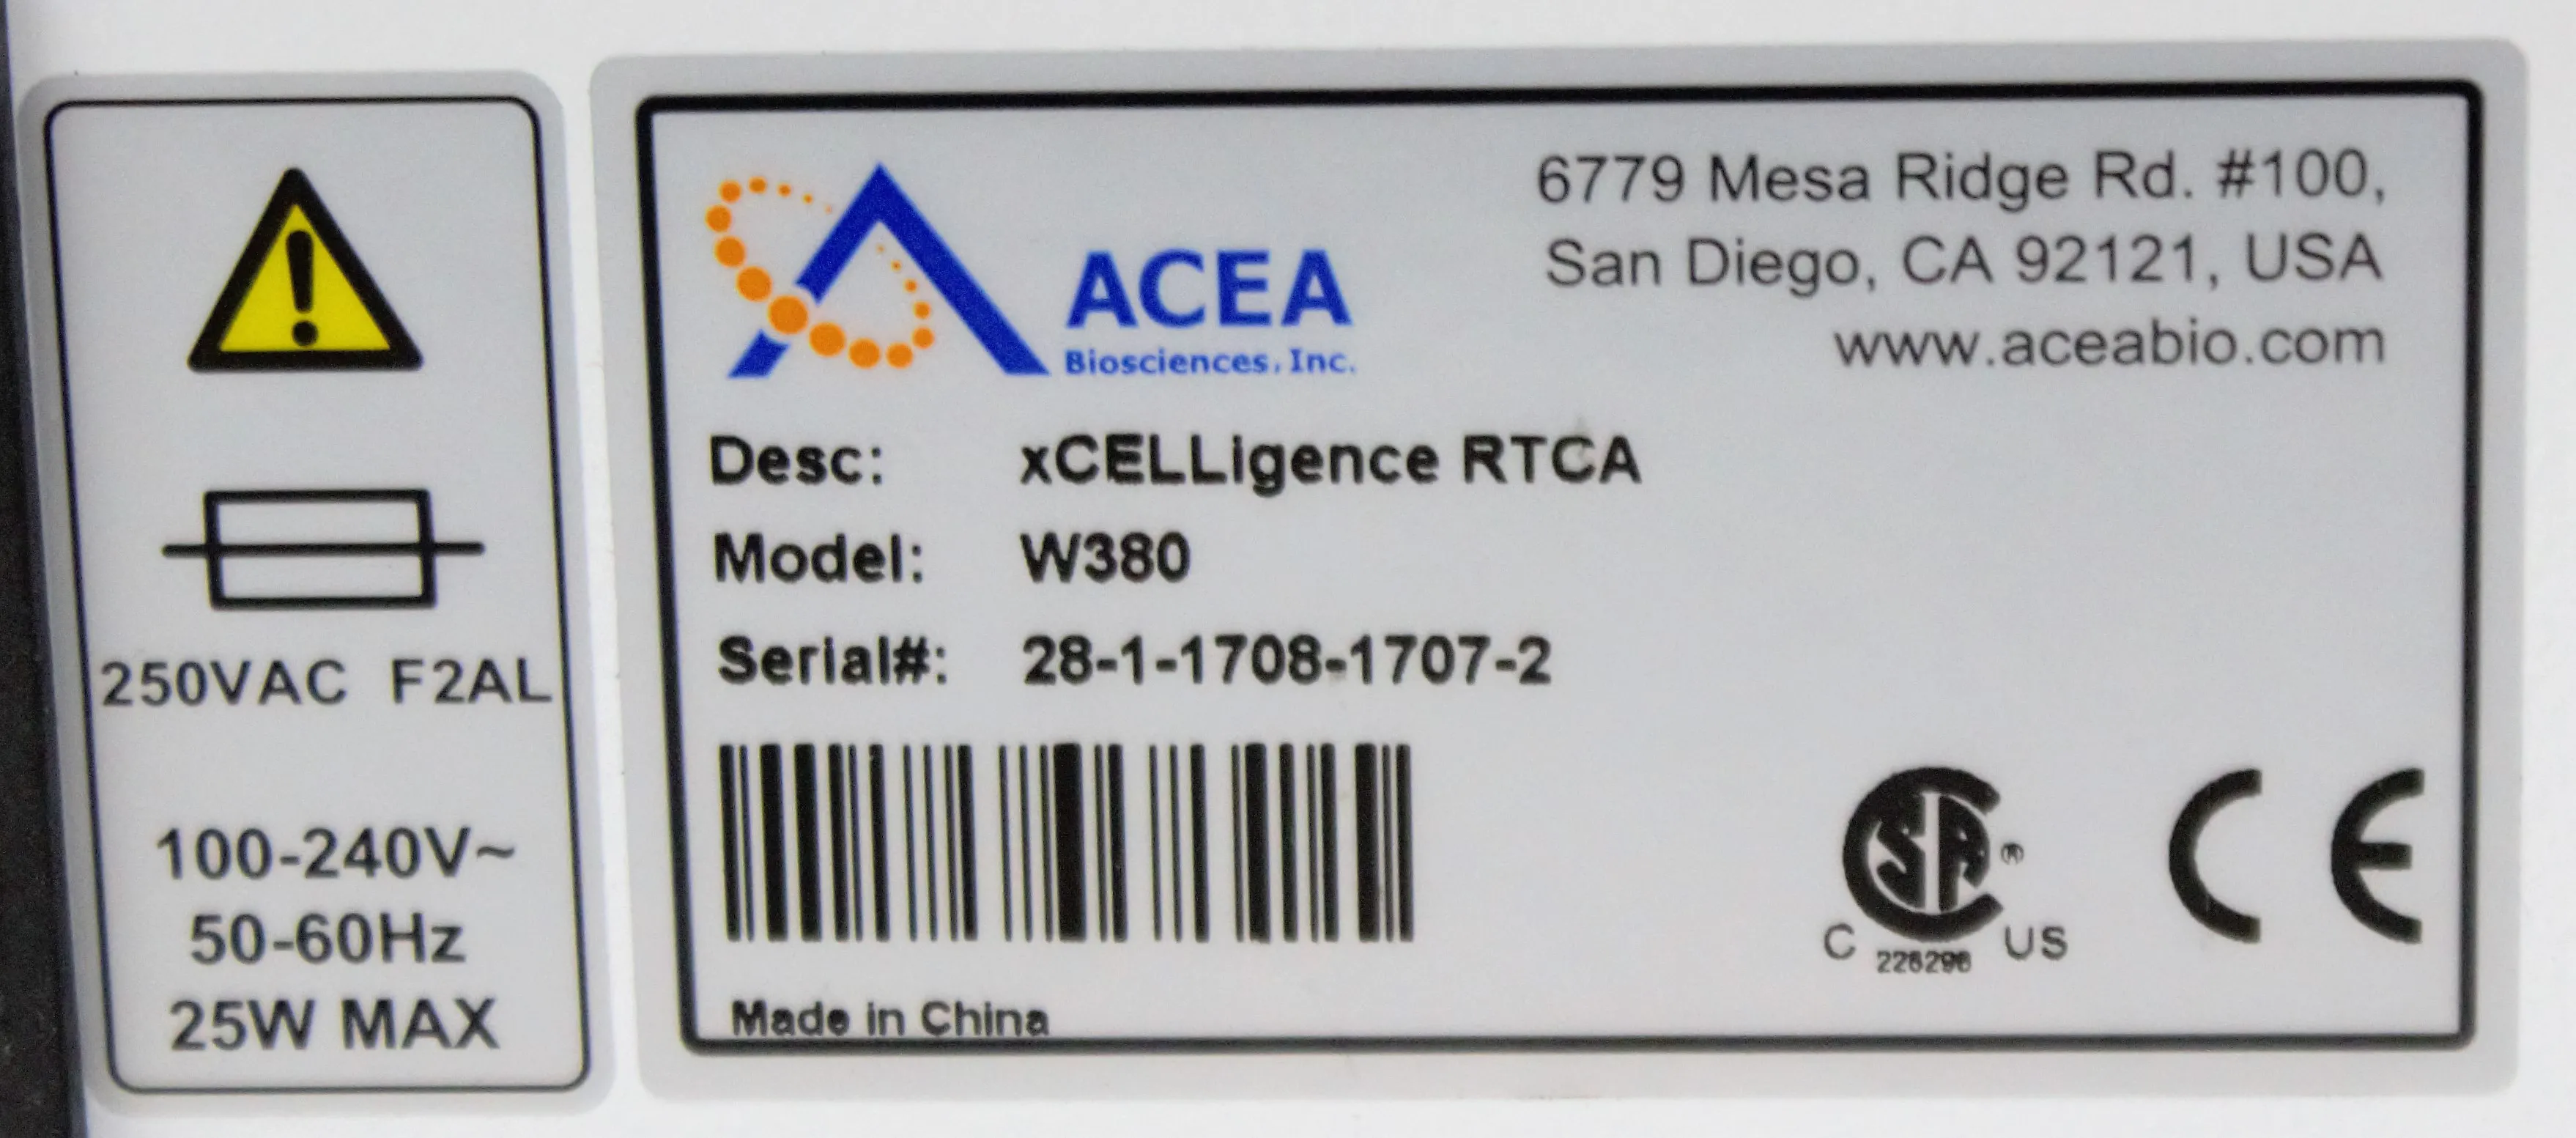 250VAC F2AL
100-240V~
50-60Hz
25W MAX
ACEA
Biosciences, Inc.
6779 Mesa Ridge Rd. #100,
San Diego, CA 92121, USA
www.aceabio.com
Desc: xCELLigence RTCA
Model: W380
Serial#: 28-1-1708-1707-2
Made in China
SA ®
C US
CE